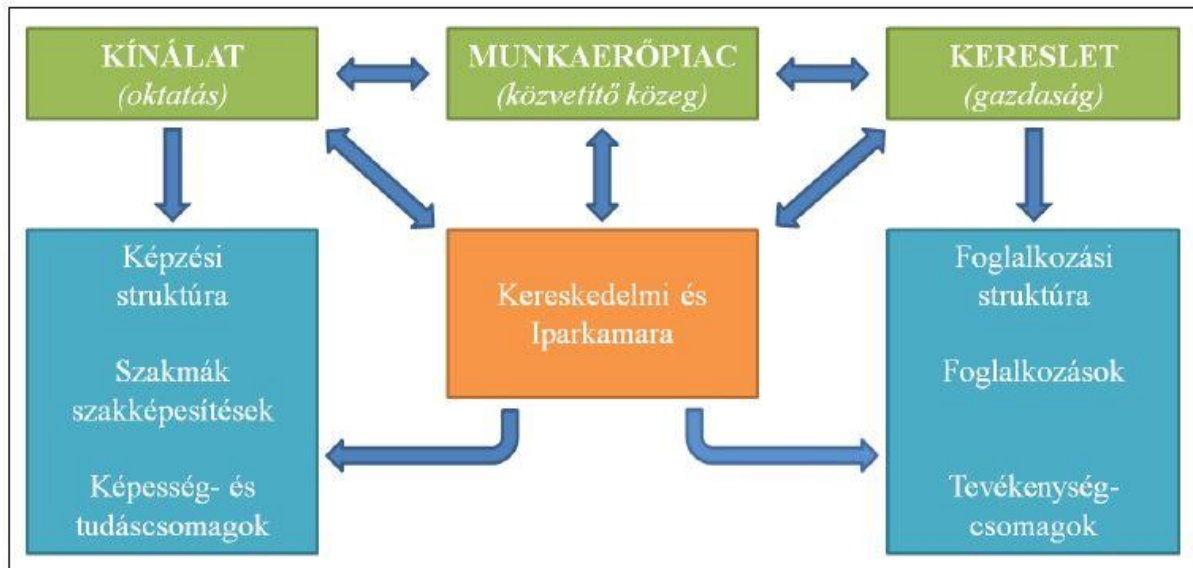 KÍNÁLAT
(oktatás)
MUNKAERŐPIAC
(közvetítő közeg)
KERESLET
(gazdaság)
Képzési
struktúra
Szakmák
szakképesítések
Képesség- és
tudáscsomagok
Kereskedelmi és
Iparkamara
Foglalkozási
struktúra
Foglalkozások
Tevékenység-
csomagok